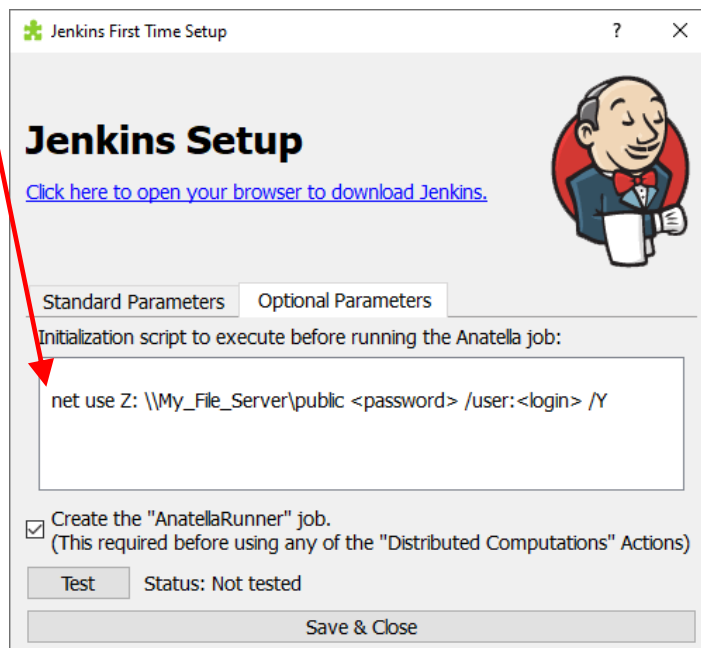 Jenkins First Time Setup
?
Jenkins Setup
Click here to open your browser to download Jenkins.
Standard Parameters
Optional Parameters
Initialization script to execute before running the Anatella job:
net use Z: \\My_File_Server\public <password> /user:<login> /Y
Create the "AnatellaRunner" job.
(This required before using any of the "Distributed Computations" Actions)
Test
Status: Not tested
Save & Close